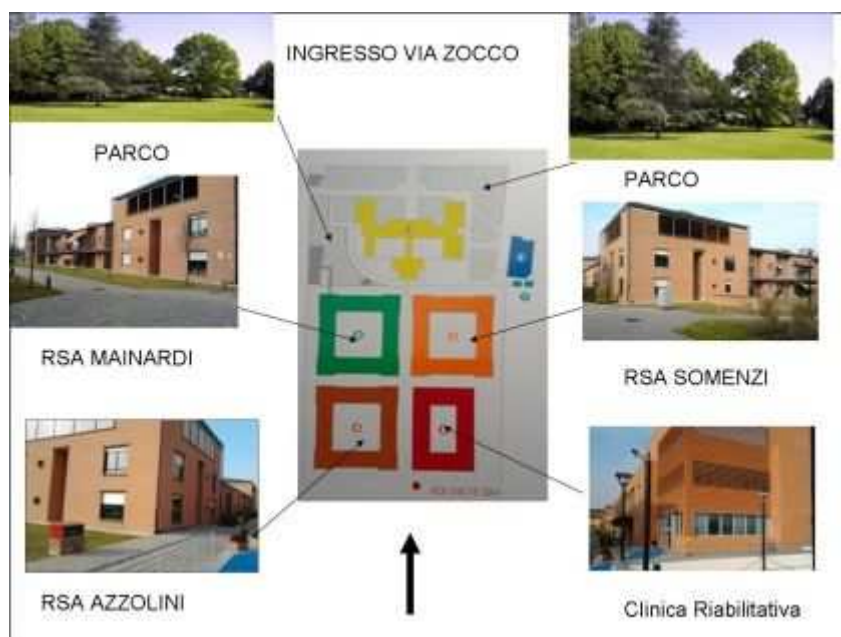 INGRESSO VIA ZOCCO
PARCO
PARCO
RSA MAINARDI
RSA SOMENZI
RSA AZZOLINI
Clinica Riabilitativa